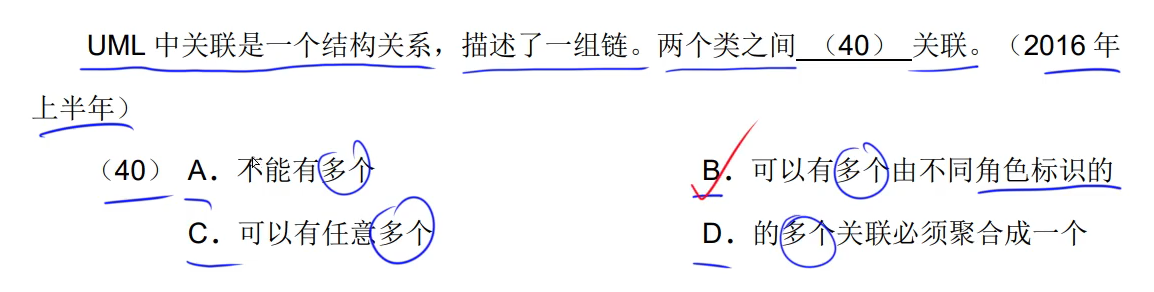 UML 中关联是一个结构关系，描述了一组链。两个类之间 （40） 关联。（2016 年
上半年）
（40） A．不能有多个 B．可以有多个由不同角色标识的
C．可以有任意多个 D．的多个关联必须聚合成一个